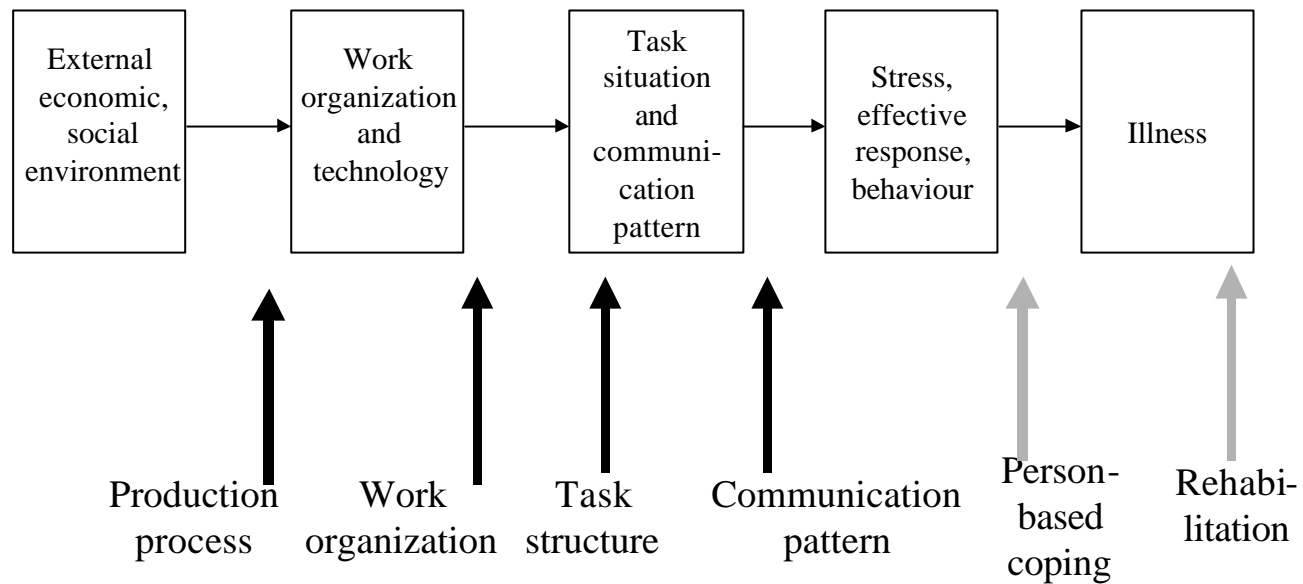 External
economic,
social
environment
Work
organization
and
technology
Task
situation
and
communi-
cation
pattern
Stress,
effective
response,
behaviour
Illness
Production
process
Work
organization
Task
structure
Communication
pattern
Person-
based
coping
Rehabi-
litation